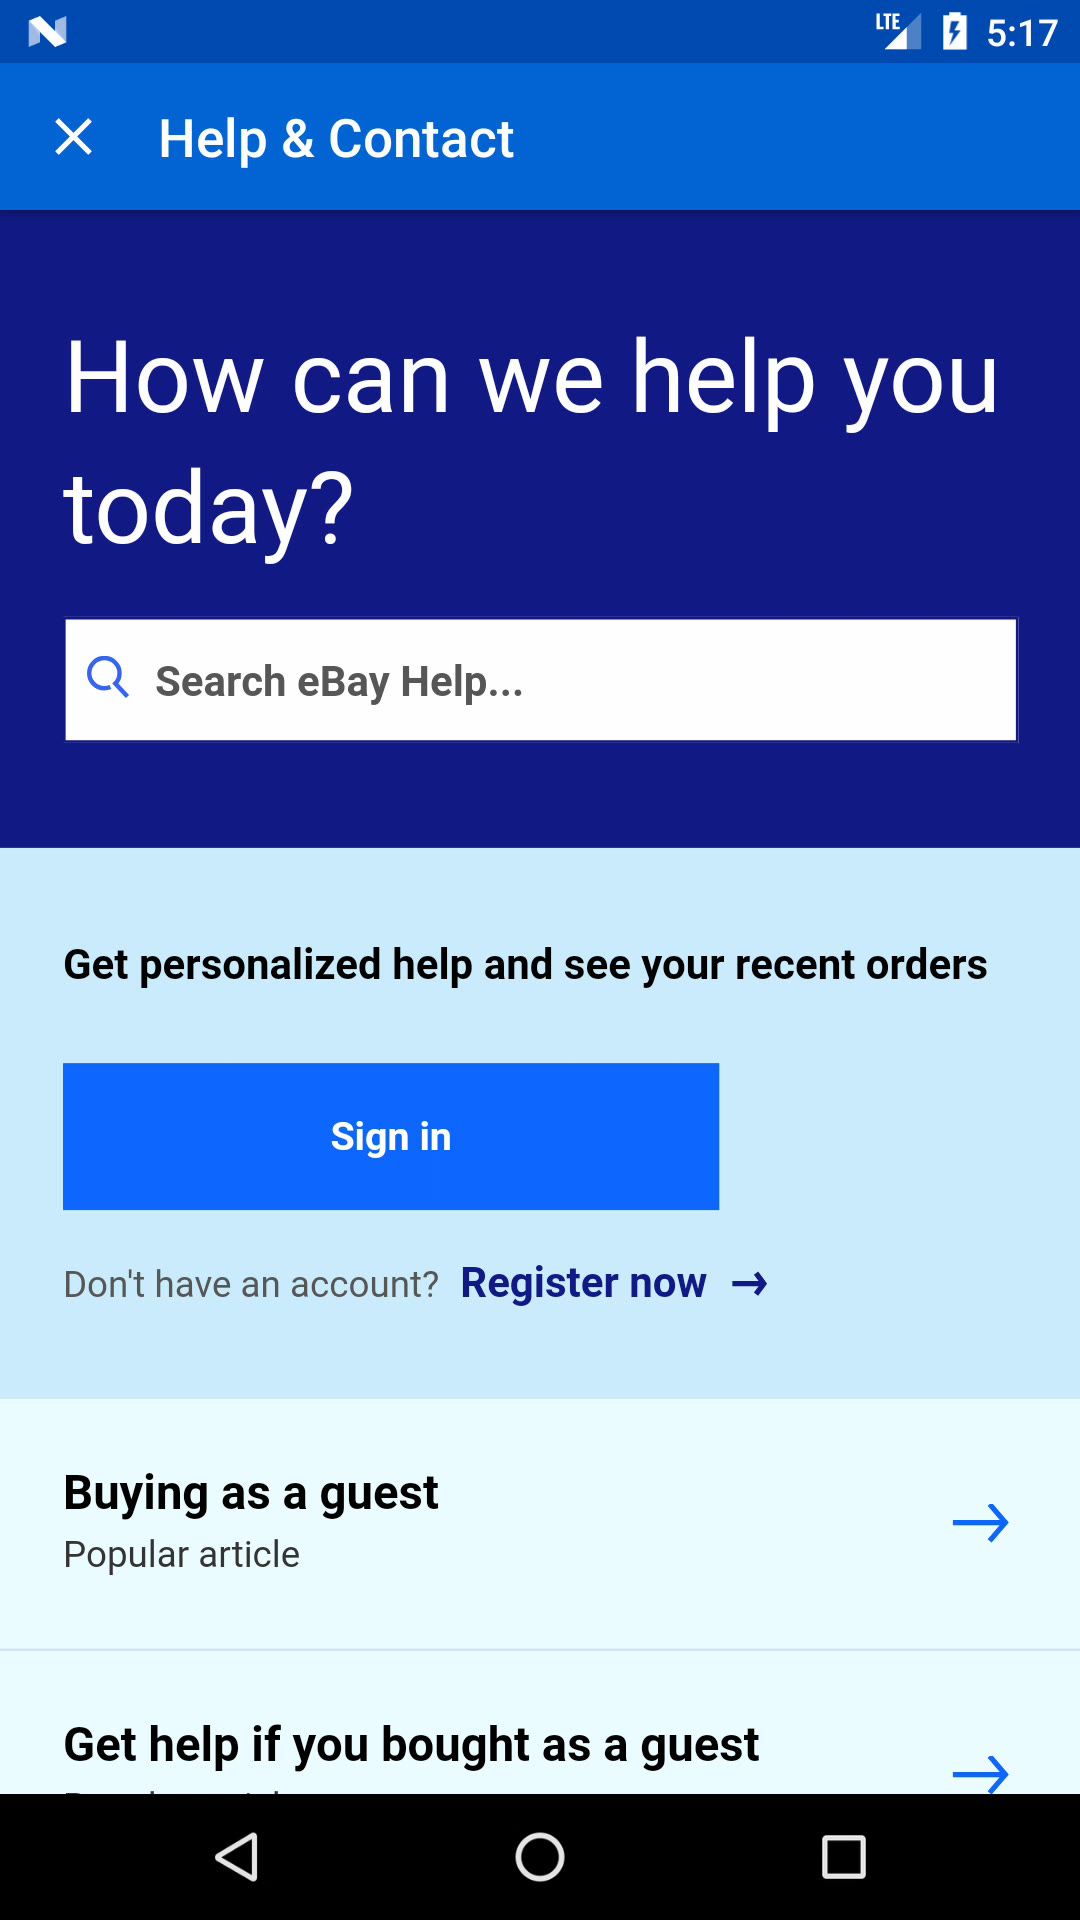 LTE 5:17
Help & Contact
How can we help you
today?
Search eBay Help...
Get personalized help and see your recent orders
Sign in
Don't have an account? Register now →
Buying as a guest
Popular article
Get help if you bought as a guest